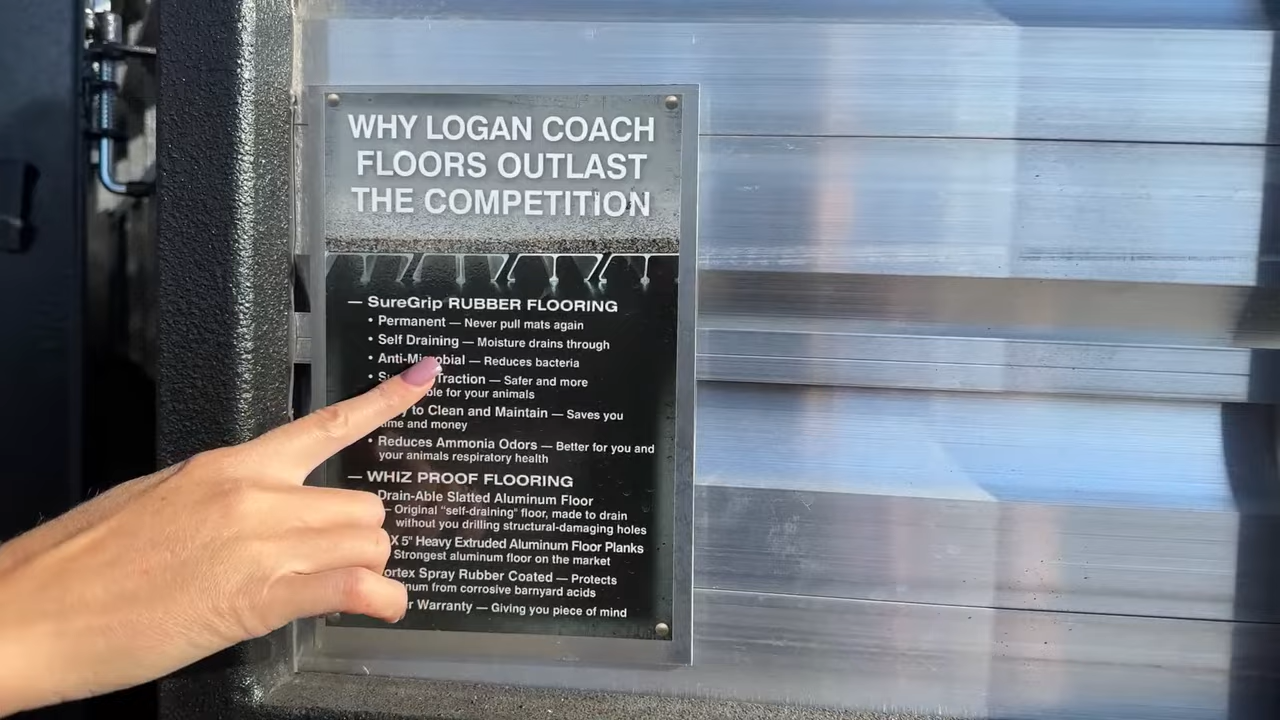 WHY LOGAN COACH
FLOORS OUTLAST
THE COMPETITION
— SureGrip RUBBER FLOORING
• Permanent — Never pull mats again
• Self Draining — Moisture drains through
• Anti-Microbial — Reduces bacteria
• Traction — Safer and more
for your animals
to Clean and Maintain — Saves you
time and money
• Reduces Ammonia Odors — Better for you and
your animals respiratory health
— WHIZ PROOF FLOORING
Drain-Able Slatted Aluminum Floor
– Original "self-draining" floor, made to drain
without you drilling structural-damaging holes
X 5" Heavy Extruded Aluminum Floor Planks
Strongest aluminum floor on the market
Vortex Spray Rubber Coated — Protects
aluminum from corrosive barnyard acids
Warranty — Giving you piece of mind